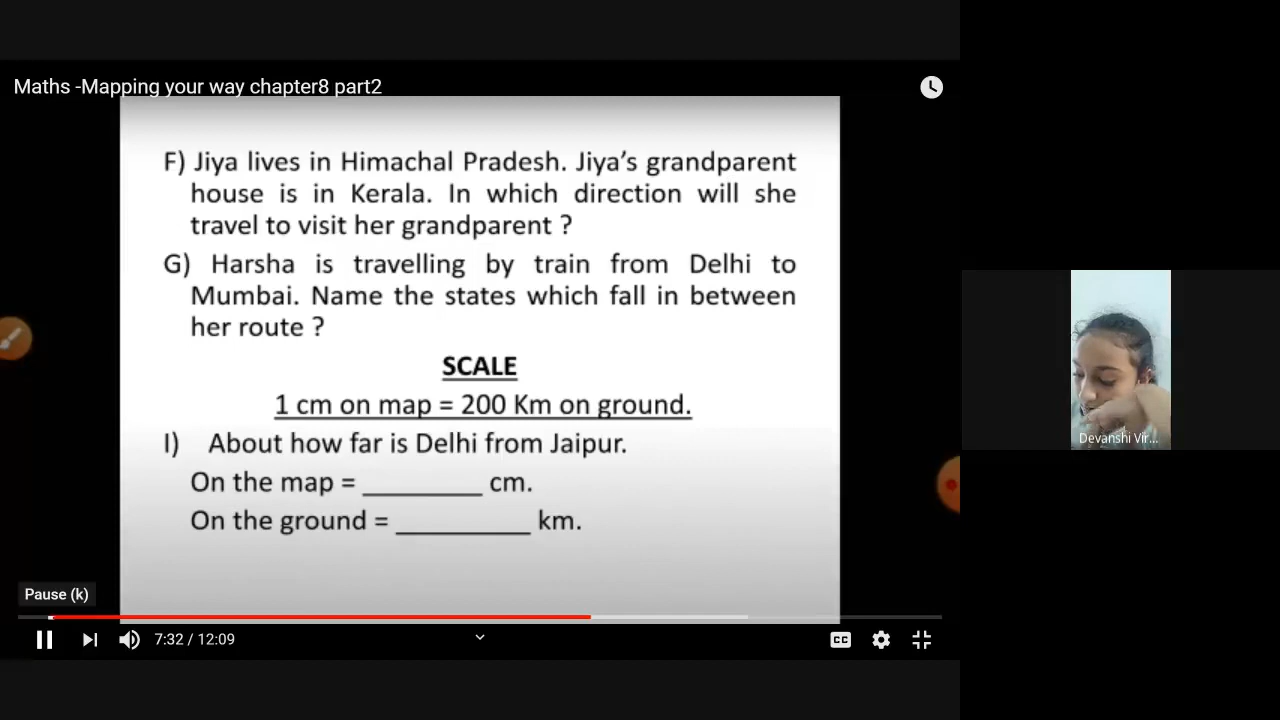 Maths -Mapping your way chapter8 part2
F) Jiya lives in Himachal Pradesh. Jiya's grandparent
house is in Kerala. In which direction will she
travel to visit her grandparent ?
G) Harsha is travelling by train from Delhi to
Mumbai. Name the states which fall in between
her route ?
SCALE
1 cm on map = 200 Km on ground.
I) About how far is Delhi from Jaipur.
On the map = _________ cm.
On the ground = __________ km.
Devanshi Vir...
Pause (k)
7:32 / 12:09
CC